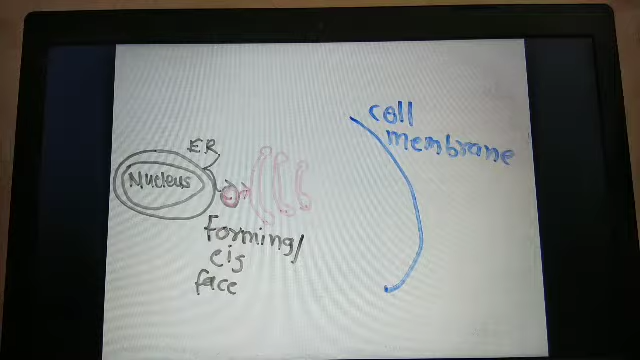 cell
membrane
ER
Nucleus
Forming/
cis
face